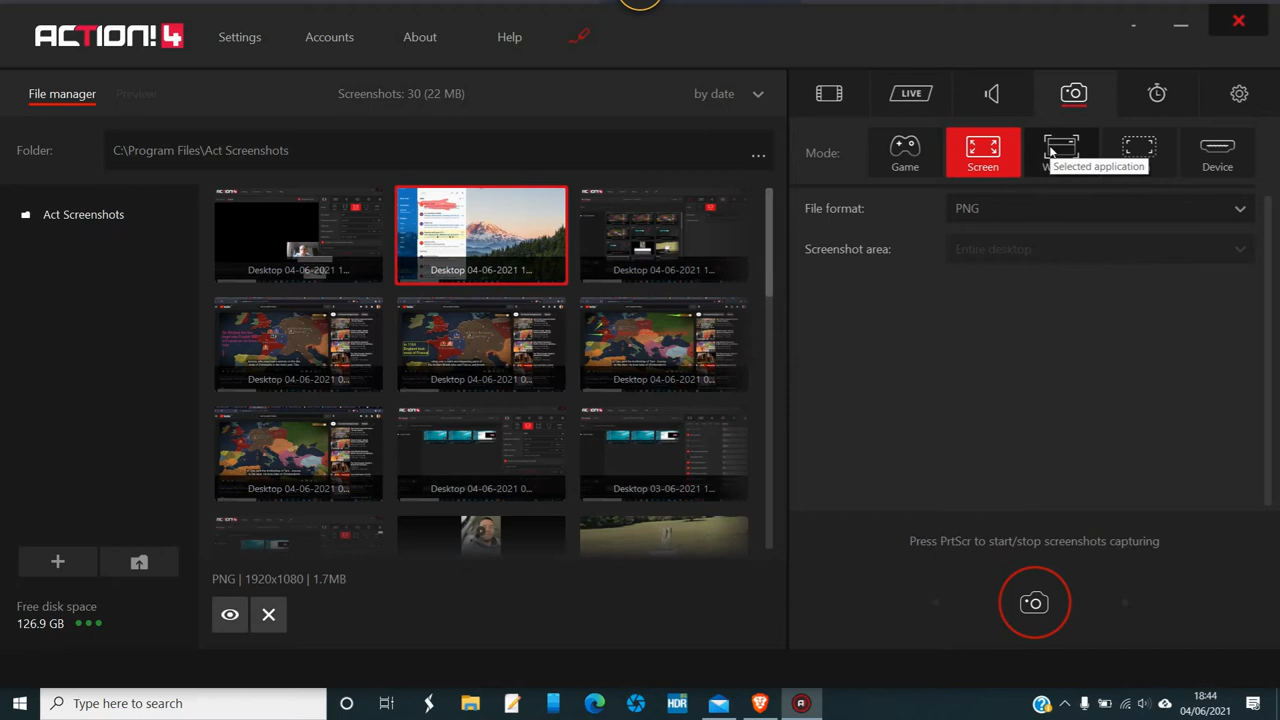 ACTION! 4
Settings
Accounts
About
Help
File manager
Preview
Screenshots: 30 (22 MB)
by date
LIVE
Folder:
C:\Program Files\Act Screenshots
...
Mode:
Game
Screen
Selected application
Device
Act Screenshots
PNG
Screenshot area:
Entire desktop
Desktop 04-06-2021 1...
Desktop 04-06-2021 1...
Desktop 04-06-2021 1...
Desktop 04-06-2021 0...
Desktop 04-06-2021 0...
Desktop 04-06-2021 0...
Desktop 04-06-2021 0...
Desktop 04-06-2021 0...
Desktop 03-06-2021 1...
Press PrtScr to start/stop screenshots capturing
PNG | 1920x1080 | 1.7MB
Free disk space
126.9 GB
Type here to search
HDR
18:44
04/06/2021